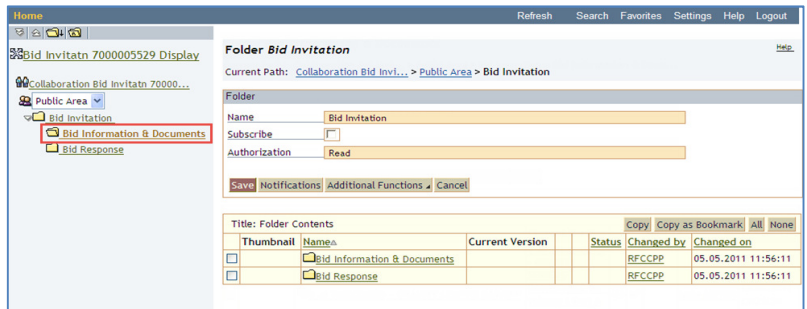 Home Refresh Search Favorites Settings Help Logout
Bid Invitatn 7000005529 Display
Collaboration Bid Invitatn 70000...
Public Area
Bid Invitation
Bid Information & Documents
Bid Response
Folder Bid Invitation Help
Current Path: Collaboration Bid Invi... > Public Area > Bid Invitation
Folder
Name Bid Invitation
Subscribe
Authorization Read
Save Notifications Additional Functions Cancel
Title: Folder Contents Copy Copy as Bookmark All None
Thumbnail Name Current Version Status Changed by Changed on
Bid Information & Documents RFCCPP 05.05.2011 11:56:11
Bid Response RFCCPP 05.05.2011 11:56:11